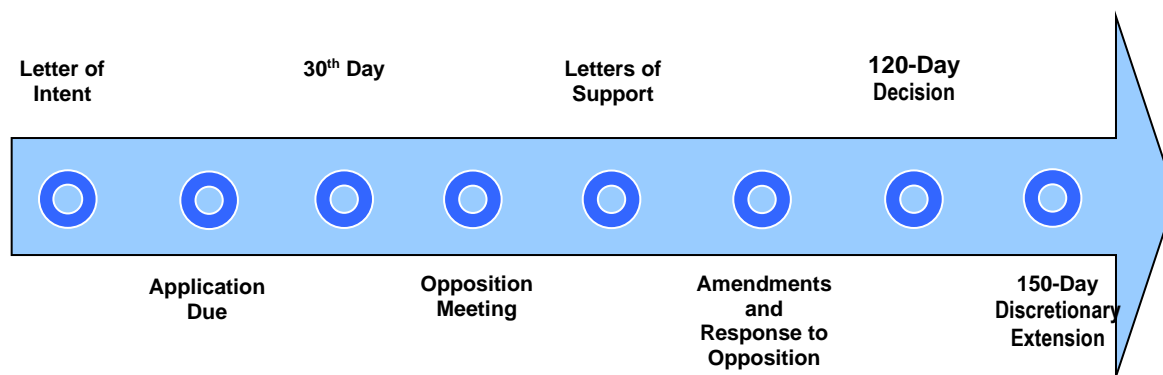 Letter of
Intent
30th Day
Letters of
Support
120-Day
Decision
Application
Due
Opposition
Meeting
Amendments
and
Response to
Opposition
150-Day
Discretionary
Extension